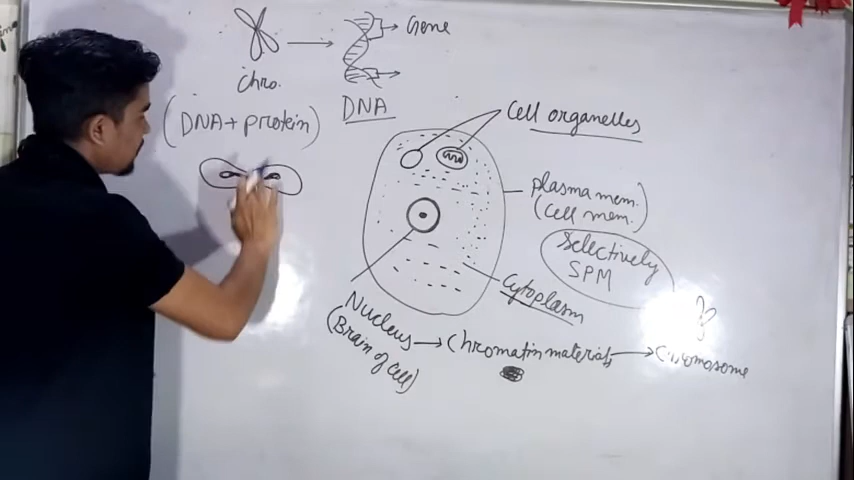 Gene
Chro.
DNA
(DNA + protein)
Cell organelles
plasma mem.
(Cell mem.)
Selectively
SPM
Cytoplasm
Nucleus → Chromatin materials → Chromosome
(Brain of cell)